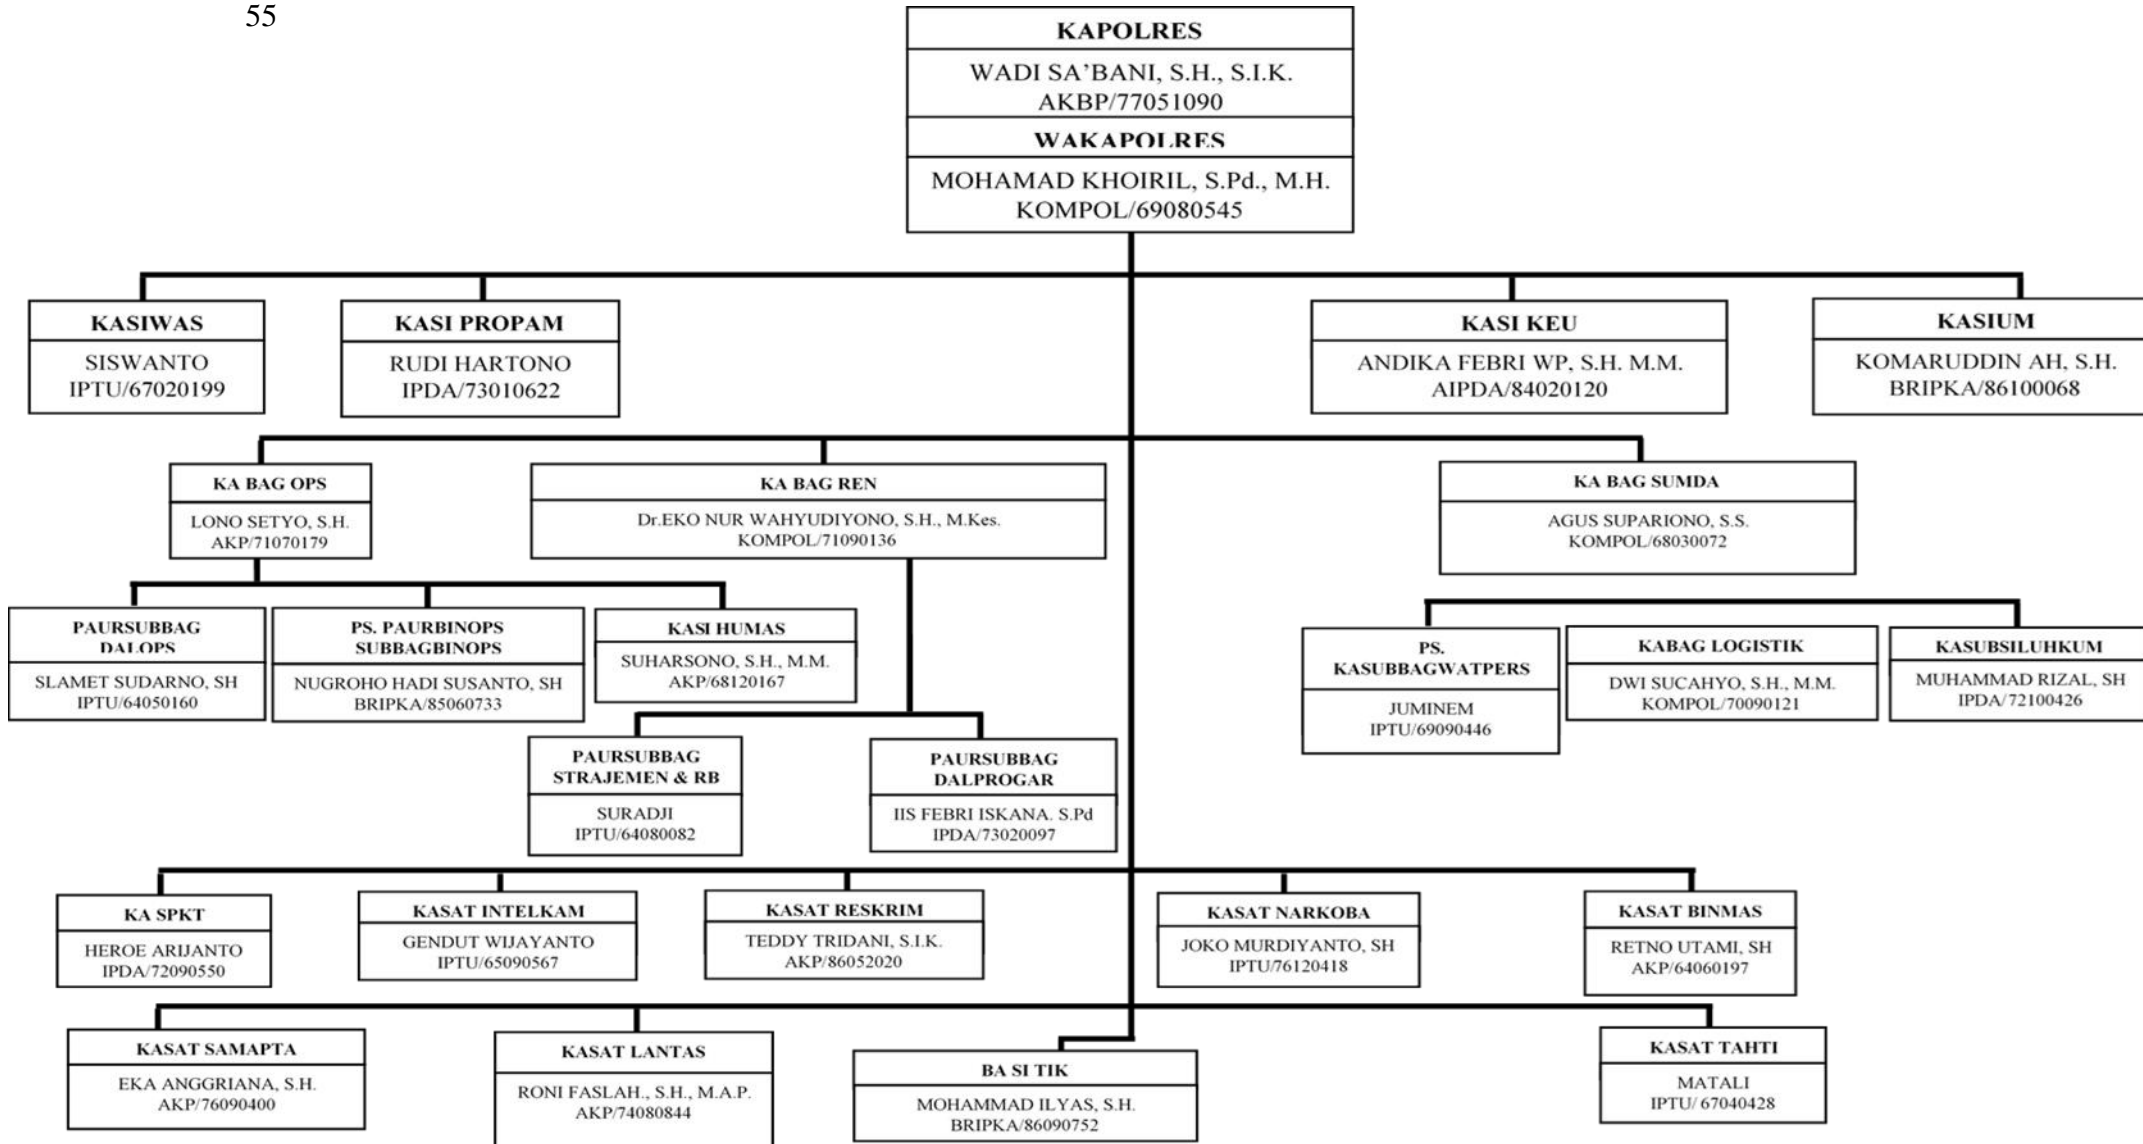 55
KAPOLRES
WADI SA’BANI, S.H., S.I.K.
AKBP/77051090
WAKAPOLRES
MOHAMAD KHOIRIL, S.Pd., M.H.
KOMPOL/69080545
KASIWAS
SISWANTO
IPTU/67020199
KASI PROPAM
RUDI HARTONO
IPDA/73010622
KASI KEU
ANDIKA FEBRI WP, S.H. M.M.
AIPDA/84020120
KASIUM
KOMARUDDIN AH, S.H.
BRIPKA/86100068
KA BAG OPS
LONO SETYO, S.H.
AKP/71070179
KA BAG REN
Dr.EKO NUR WAHYUDIYONO, S.H., M.Kes.
KOMPOL/71090136
KA BAG SUMDA
AGUS SUPARIONO, S.S.
KOMPOL/68030072
PAURSUBBAG
DALOPS
SLAMET SUDARNO, SH
IPTU/64050160
PS. PAURBINOPS
SUBBAGBINOPS
NUGROHO HADI SUSANTO, SH
BRIPKA/85060733
KASI HUMAS
SUHARSONO, S.H., M.M.
AKP/68120167
PS.
KASUBBAGWATPERS
JUMINEM
IPTU/69090446
KABAG LOGISTIK
DWI SUCAHYO, S.H., M.M.
KOMPOL/70090121
KASUBSILUHKUM
MUHAMMAD RIZAL, SH
IPDA/72100426
PAURSUBBAG
STRAJEMEN & RB
SURADJI
IPTU/64080082
PAURSUBBAG
DALPROGAR
IIS FEBRI ISKANA. S.Pd
IPDA/73020097
KA SPKT
HEROE ARIJANTO
IPDA/72090550
KASAT INTELKAM
GENDUT WIJAYANTO
IPTU/65090567
KASAT RESKRIM
TEDDY TRIDANI, S.I.K.
AKP/86052020
KASAT NARKOBA
JOKO MURDIYANTO, SH
IPTU/76120418
KASAT BINMAS
RETNO UTAMI, SH
AKP/64060197
KASAT SAMAPTA
EKA ANGGRIANA, S.H.
AKP/76090400
KASAT LANTAS
RONI FASLAH., S.H., M.A.P.
AKP/74080844
BA SI TIK
MOHAMMAD ILYAS, S.H.
BRIPKA/86090752
KASAT TAHTI
MATALI
IPTU/ 67040428